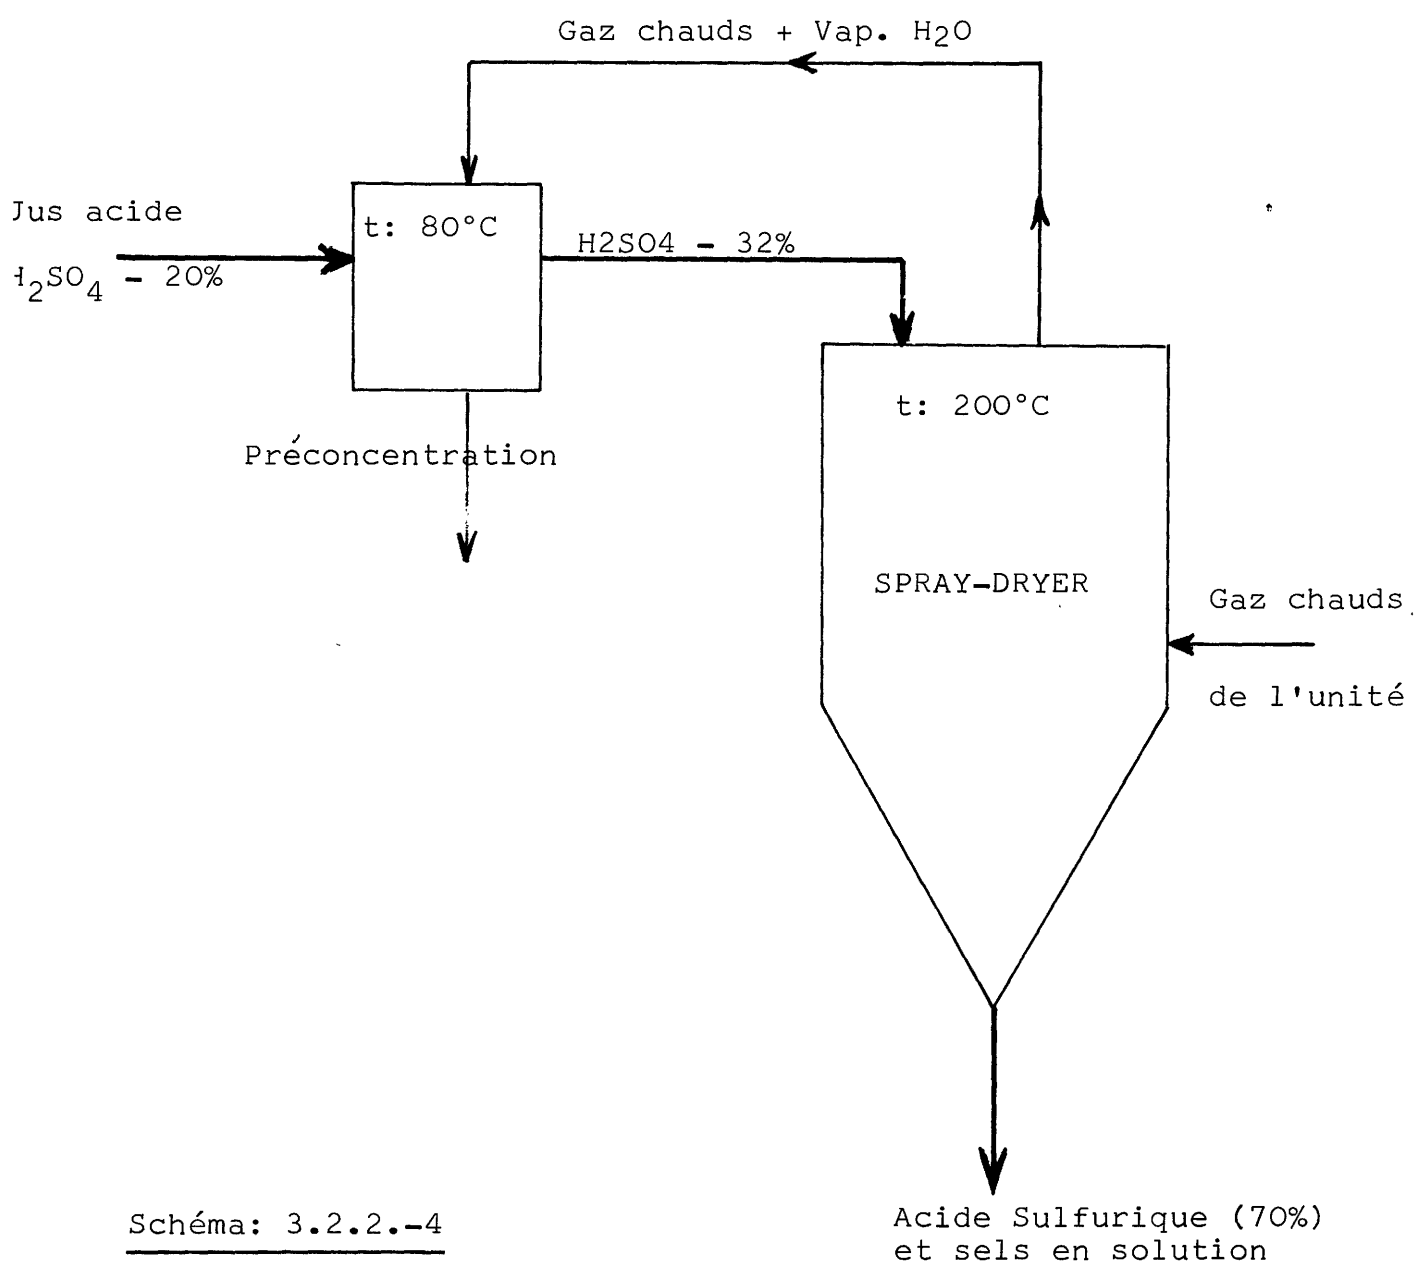 Gaz chauds + Vap. H2O
Jus acide
H2SO4 - 20%
t: 80°C
H2SO4 - 32%
t: 200°C
Préconcentration
SPRAY-DRYER
Gaz chauds
de l'unité
Schéma: 3.2.2.-4
Acide Sulfurique (70%)
et sels en solution